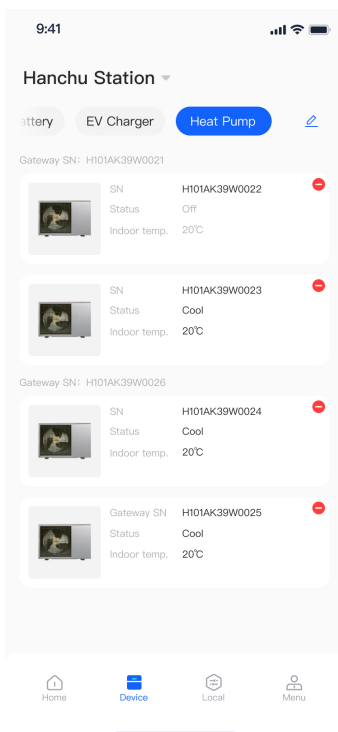 9:41
Hanchu Station
attery EV Charger Heat Pump
Gateway SN: H101AK39W0021
SN H101AK39W0022
Status Off
Indoor temp. 20℃
SN H101AK39W0023
Status Cool
Indoor temp. 20℃
Gateway SN: H101AK39W0026
SN H101AK39W0024
Status Cool
Indoor temp. 20℃
Gateway SN H101AK39W0025
Status Cool
Indoor temp. 20℃
Home Device Local Menu